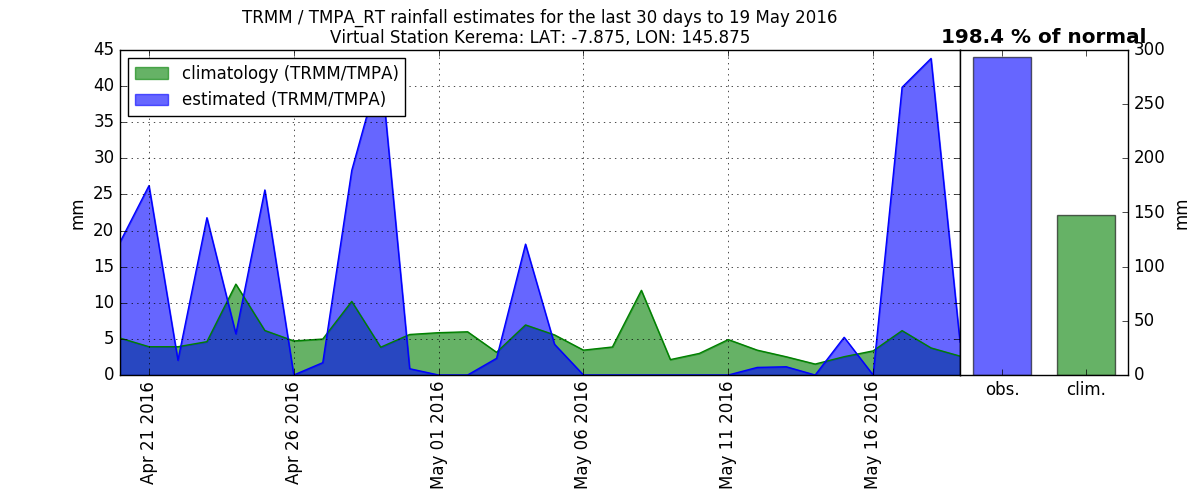 TRMM / TMPA_RT rainfall estimates for the last 30 days to 19 May 2016
Virtual Station Kerema: LAT: -7.875, LON: 145.875
198.4 % of normal
climatology (TRMM/TMPA)
estimated (TRMM/TMPA)
mm
45
40
35
30
25
20
15
10
5
0
Apr 21 2016
Apr 26 2016
May 01 2016
May 06 2016
May 11 2016
May 16 2016
300
250
200
150
100
50
0
mm
obs.
clim.